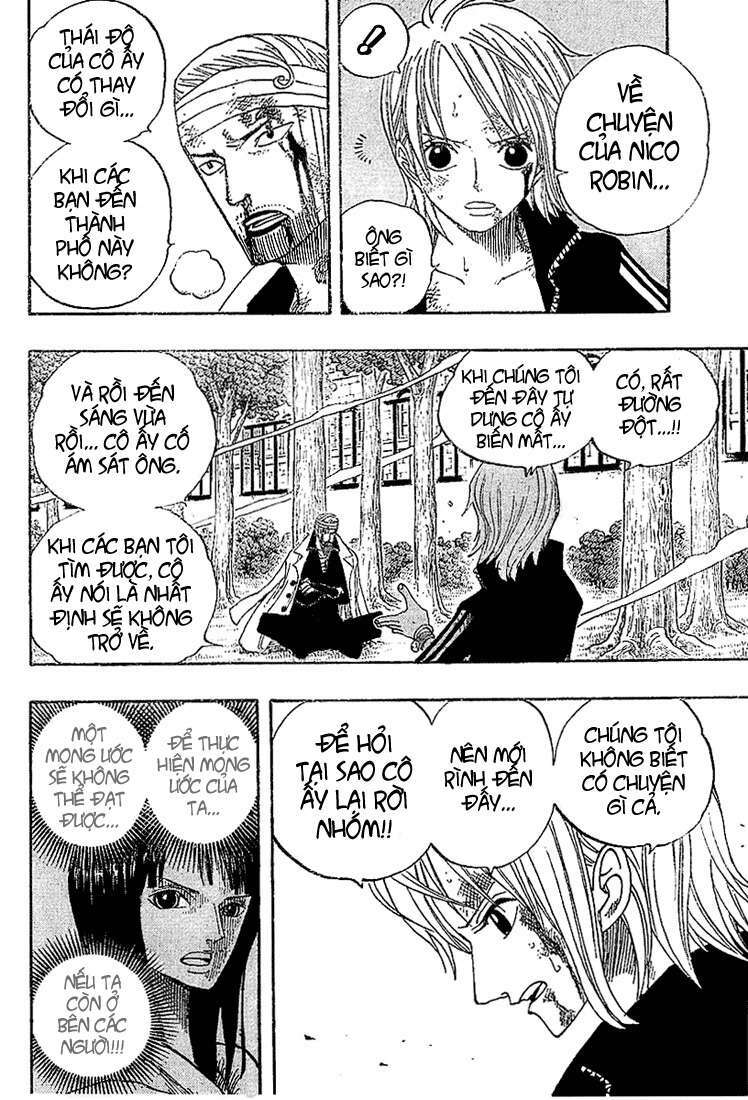 !
VỀ
CHUYỆN
CỦA NICO
ROBIN...
ÔNG
BIẾT GÌ
SAO?!
THÁI ĐỘ
CỦA CÔ ẤY
CÓ THAY
ĐỔI GÌ...
KHI CÁC
BẠN ĐẾN
THÀNH
PHỐ NÀY
KHÔNG?
CÓ, RẤT
ĐƯỜNG
ĐỘT...!!
KHI CHÚNG TÔI
ĐẾN ĐÂY TỰ
DƯNG CÔ ẤY
BIẾN MẤT...
VÀ RỒI ĐẾN
SÁNG VỪA
RỒI... CÔ ẤY CỐ
ÁM SÁT ÔNG.
KHI CÁC BẠN TÔI
TÌM ĐƯỢC, CÔ
ẤY NÓI LÀ NHẤT
ĐỊNH SẼ KHÔNG
TRỞ VỀ.
CHÚNG TÔI
KHÔNG BIẾT
CÓ CHUYỆN
GÌ CẢ.
NÊN MỚI
RÌNH ĐẾN
ĐẤY...
ĐỂ HỎI
TẠI SAO CÔ
ẤY LẠI RỜI
NHÓM!!
ĐỂ THỰC
HIỆN MONG
ƯỚC CỦA
TA...
MỘT
MONG ƯỚC
SẼ KHÔNG
THỂ ĐẠT
ĐƯỢC...
NẾU TA
CÒN Ở
BÊN CÁC
NGƯƠI!!!